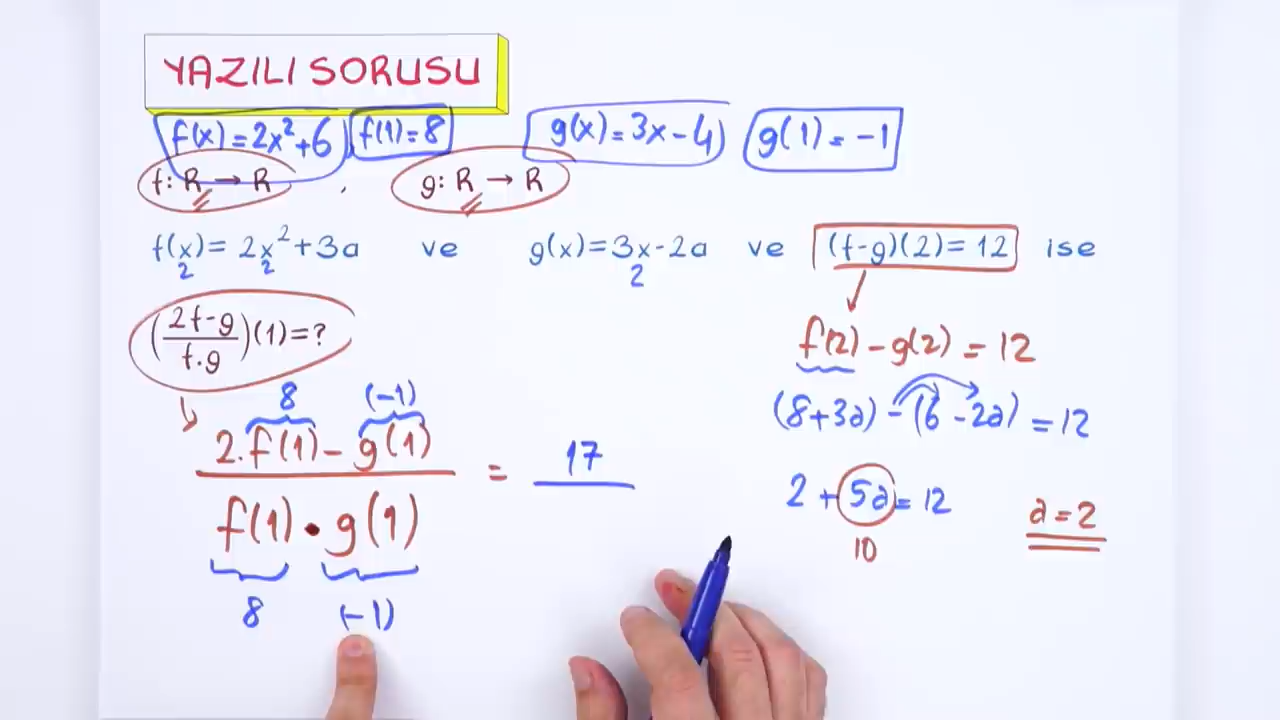 YAZILI SORUSU
f(x)=2x²+6 f(1)=8 g(x)=3x-4 g(1)=-1
f: R → R , g: R → R
f(x)= 2x²+3a ve g(x)=3x-2a ve (f-g)(2)=12 ise
2 2 2
(2f-g/f.g)(1)=?
f(2)-g(2)=12
(8+3a)-(6-2a)=12
8 (-1)
2.f(1)-g(1) = 17
f(1)•g(1)
8 (-1)
2+5a=12 a=2
10